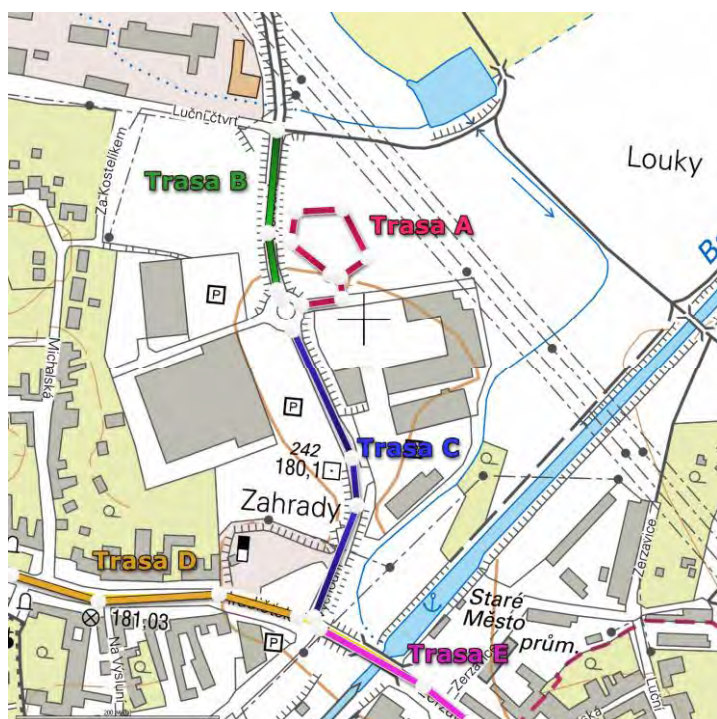 Luční čtvrť
Za Kostelíkem
Louky
Trasa B
Trasa A
P
Michalská
P
242
180,1
Trasa C
Zahrady
Trasa D
181,03
Na Výsluní
P
Staré
Město
prům.
Trasa E
Zerzavice
Zerzavice
Luční